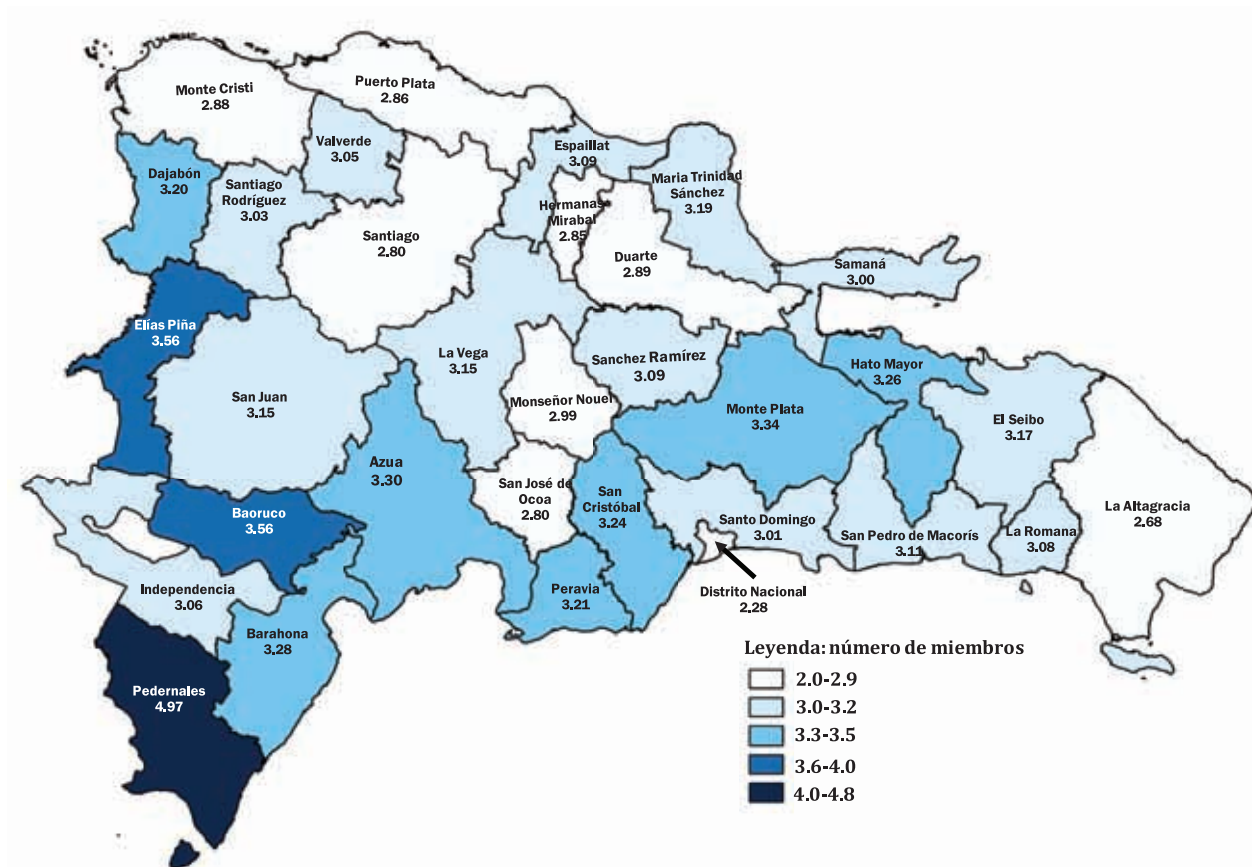 Monte Cristi
2.88
Puerto Plata
2.86
Valverde
3.05
Espaillat
3.09
Maria Trinidad
Sánchez
3.19
Dajabón
3.20
Santiago
Rodríguez
3.03
Hermanas
Mirabal
2.85
Santiago
2.80
Duarte
2.89
Samaná
3.00
Elías Piña
3.56
La Vega
3.15
Sanchez Ramírez
3.09
Hato Mayor
3.26
San Juan
3.15
Monseñor Nouel
2.99
Monte Plata
3.34
El Seibo
3.17
Azua
3.30
San José de
Ocoa
2.80
San
Cristóbal
3.24
Baoruco
3.56
Santo Domingo
3.01
San Pedro de Macorís
3.11
La Romana
3.08
La Altagracia
2.68
Independencia
3.06
Peravia
3.21
Distrito Nacional
2.28
Barahona
3.28
Pedernales
4.97
Leyenda: número de miembros
2.0-2.9
3.0-3.2
3.3-3.5
3.6-4.0
4.0-4.8